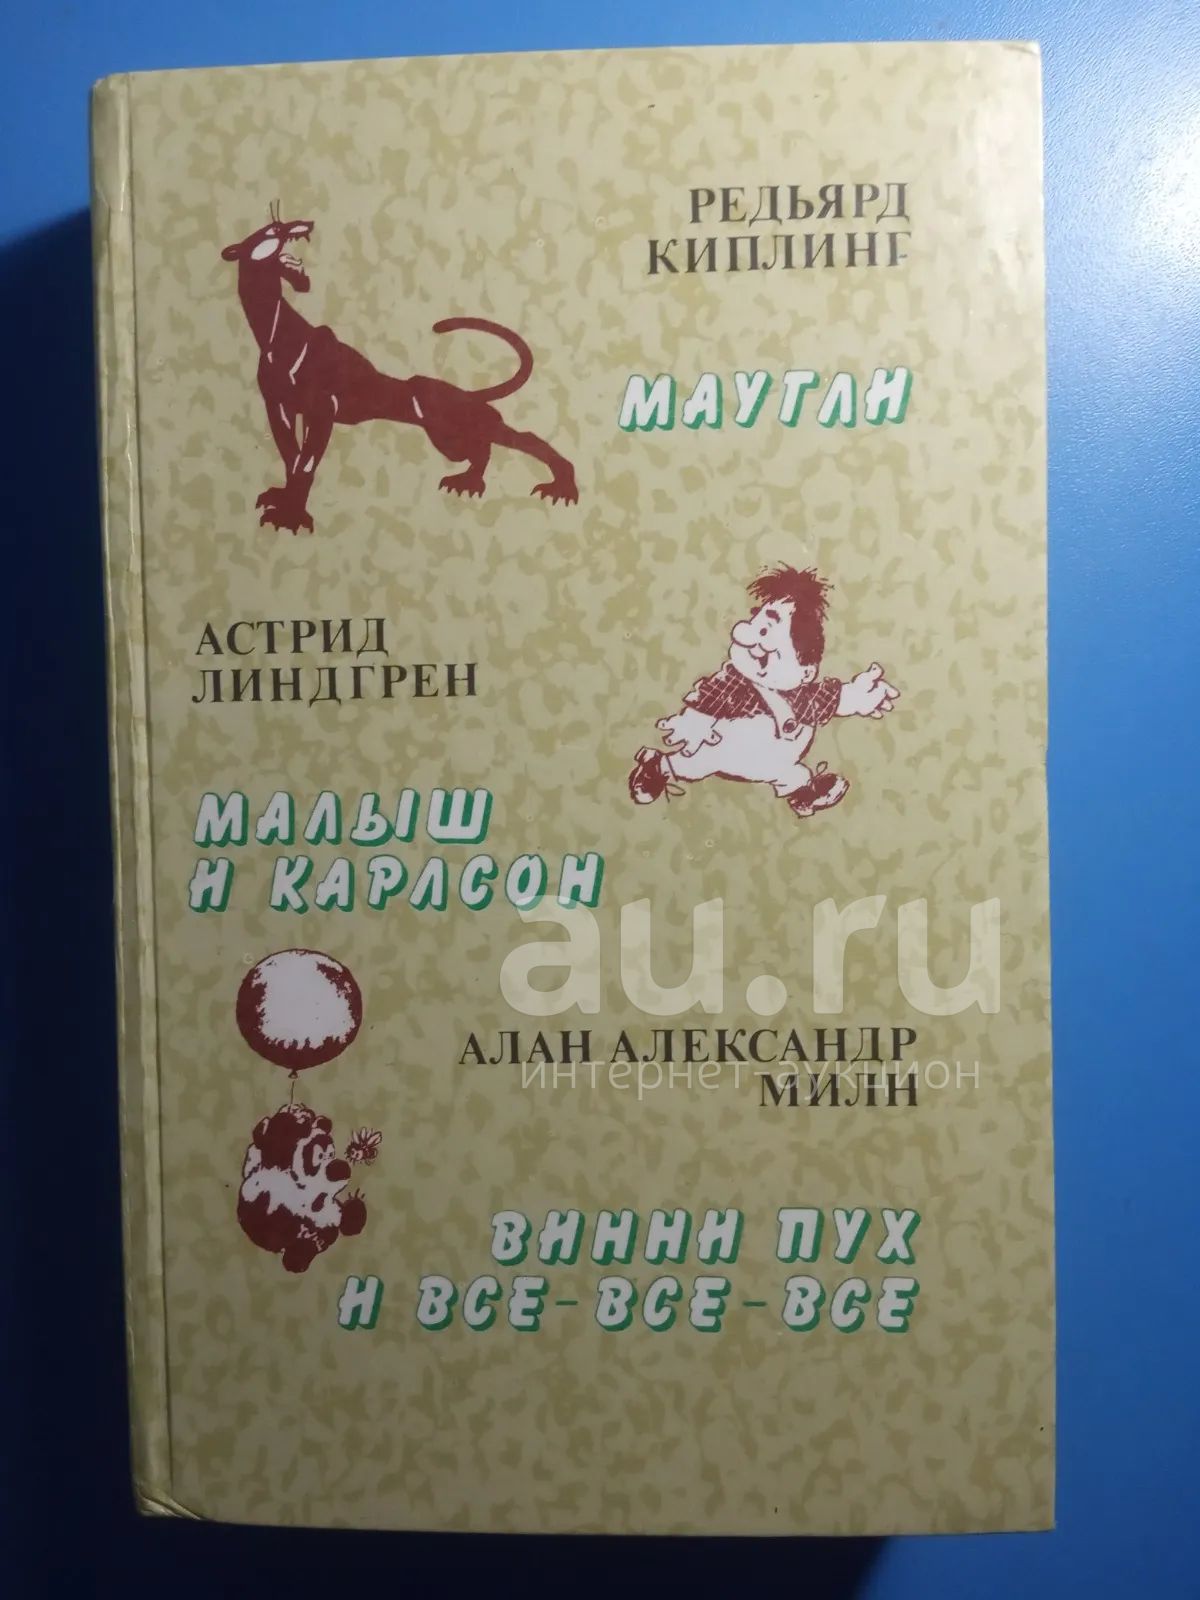 РЕДЬЯРД
КИПЛИНГ
МАУГЛИ
АСТРИД
ЛИНДГРЕН
МАЛЫШ
И КАРЛСОН
au.ru
АЛАН АЛЕКСАНДР
интернет-аукцион
МИЛН
ВИННИ ПУХ
И ВСЕ-ВСЕ-ВСЕ